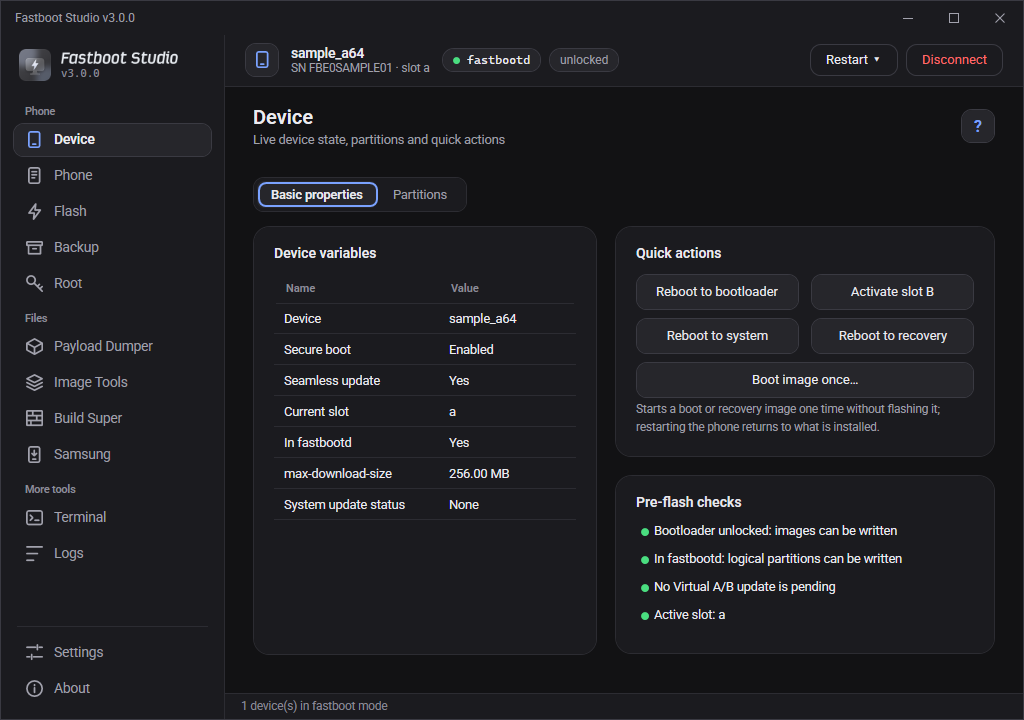 Fastboot Studio v3.0.0
Fastboot Studio
v3.0.0
Phone
Device
Phone
Flash
Backup
Root
Files
Payload Dumper
Image Tools
Build Super
Samsung
More tools
Terminal
Logs
Settings
About
sample_a64
SN FBE0SAMPLE01 · slot a
fastbootd
unlocked
Restart ▾
Disconnect
Device
Live device state, partitions and quick actions
?
Basic properties
Partitions
Device variables
Name Value
Device sample_a64
Secure boot Enabled
Seamless update Yes
Current slot a
In fastbootd Yes
max-download-size 256.00 MB
System update status None
Quick actions
Reboot to bootloader
Activate slot B
Reboot to system
Reboot to recovery
Boot image once...
Starts a boot or recovery image one time without flashing it;
restarting the phone returns to what is installed.
Pre-flash checks
Bootloader unlocked: images can be written
In fastbootd: logical partitions can be written
No Virtual A/B update is pending
Active slot: a
1 device(s) in fastboot mode